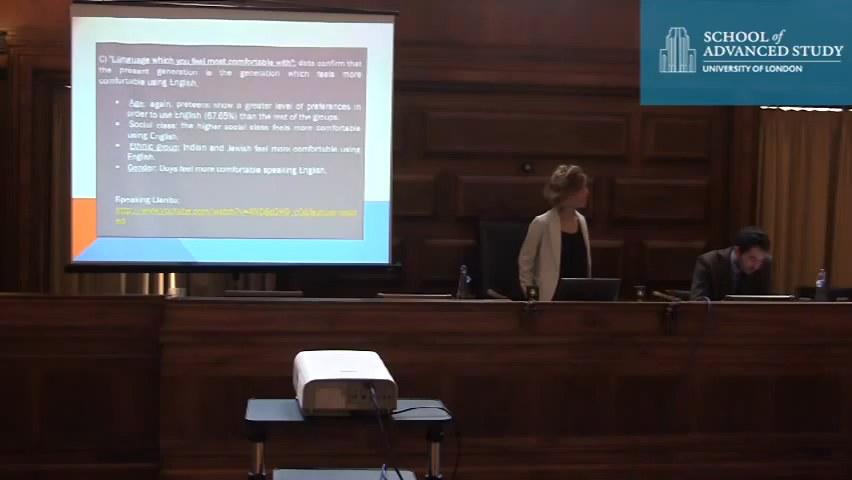 C) "Language which you feel most comfortable with": data confirm that
the present generation is the generation which feels more
comfortable using English.
Age: again, preteens show a greater level of preferences in
order to use English (67.65%) than the rest of the groups.
Social class: the higher social class feels more comfortable
using English.
Ethnic group: Indian and Jewish feel more comfortable using
English.
Gender: Boys feel more comfortable speaking English.
Speaking Llanito:
SCHOOL of
ADVANCED STUDY
UNIVERSITY OF LONDON